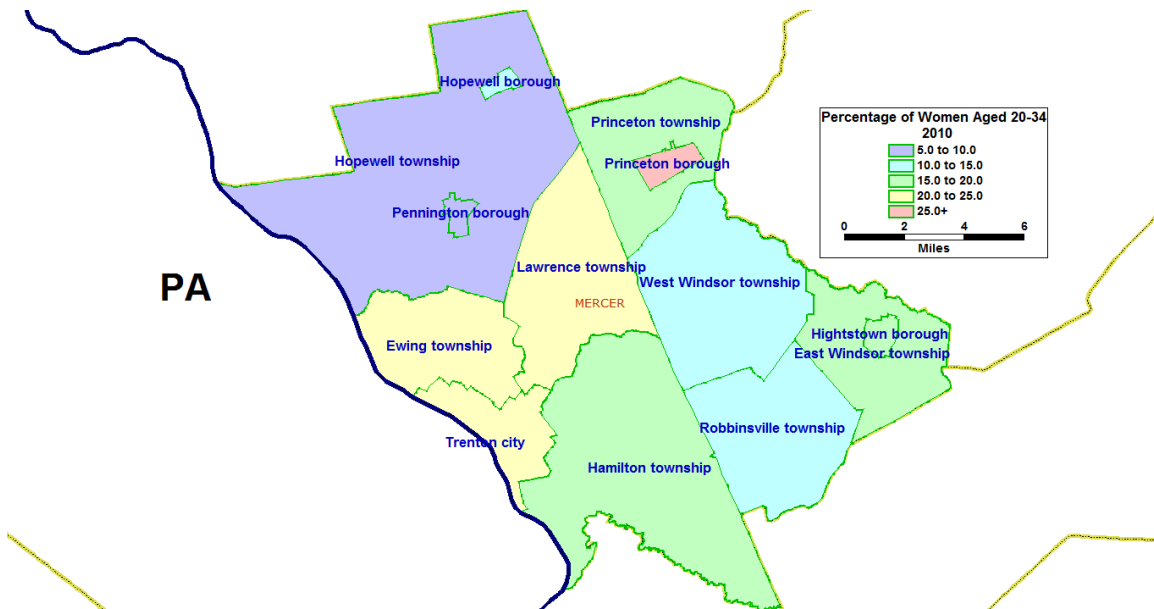 Hopewell borough
Percentage of Women Aged 20-34
2010
5.0 to 10.0
10.0 to 15.0
15.0 to 20.0
20.0 to 25.0
25.0+
0 2 4 6
Miles
Princeton township
Hopewell township
Princeton borough
Pennington borough
Lawrence township
West Windsor township
PA
MERCER
Hightstown borough
Ewing township
East Windsor township
Robbinsville township
Trenton city
Hamilton township